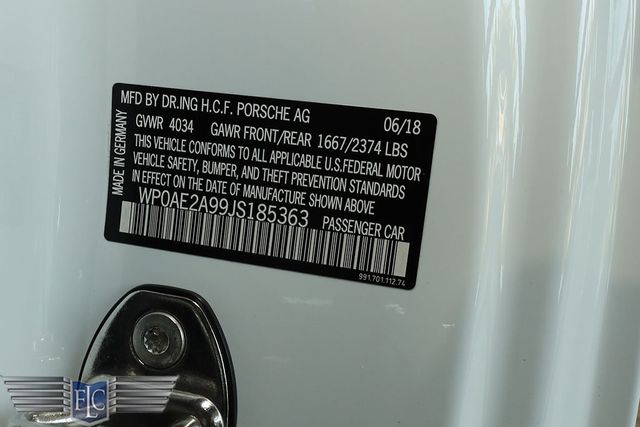 MFD BY DR.ING H.C.F. PORSCHE AG 06/18
GVWR 4034 GAWR FRONT/REAR 1667/2374 LBS
THIS VEHICLE CONFORMS TO ALL APPLICABLE U.S.FEDERAL MOTOR
VEHICLE SAFETY, BUMPER, AND THEFT PREVENTION STANDARDS
IN EFFECT ON THE DATE OF MANUFACTURE SHOWN ABOVE
WP0AE2A99JS185363 PASSENGER CAR
MADE IN GERMANY
991.701.112.74
ELC